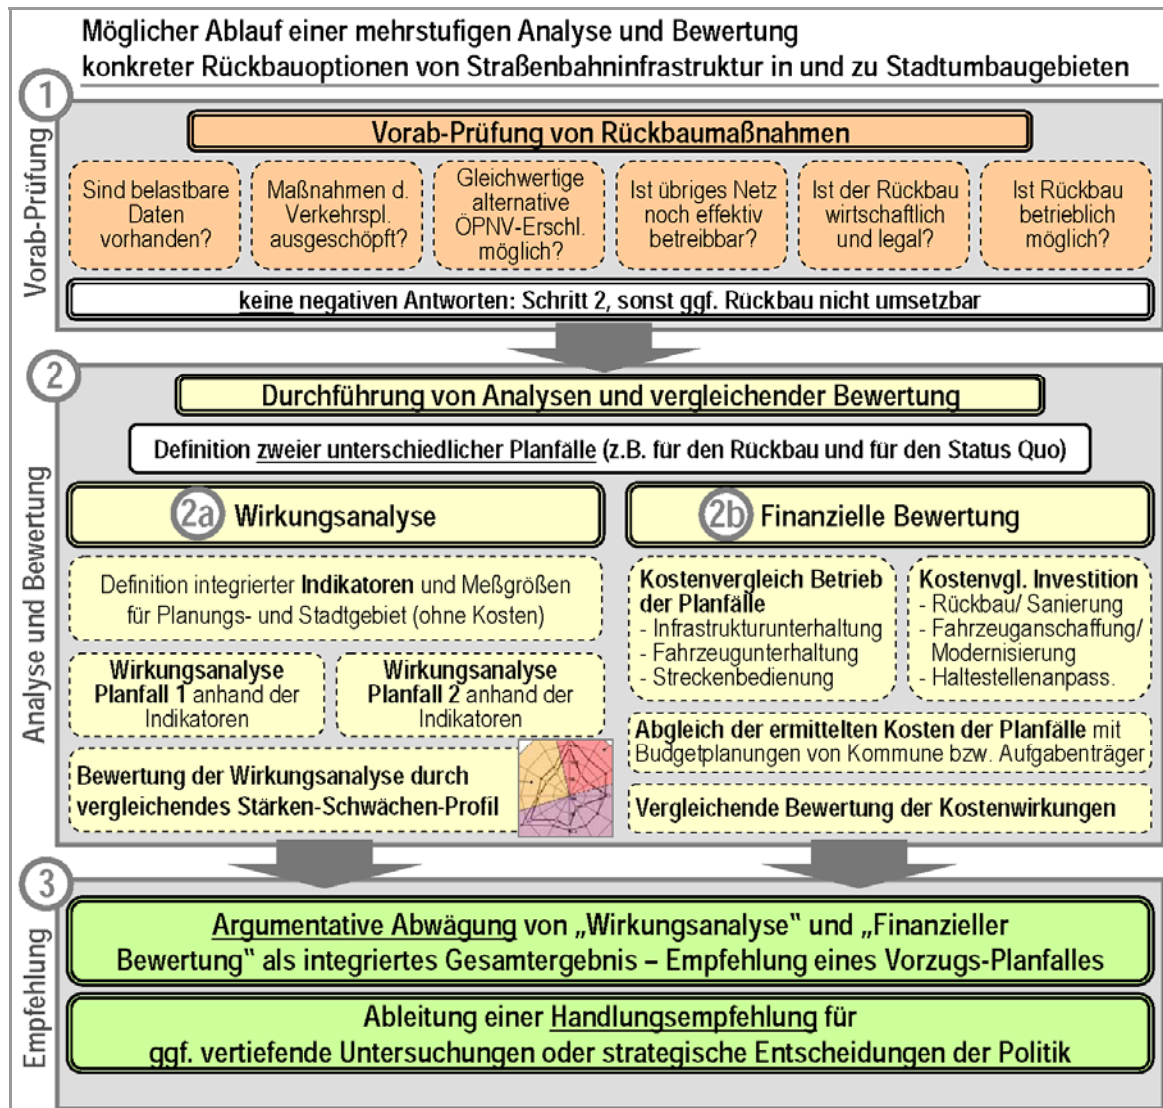 Möglicher Ablauf einer mehrstufigen Analyse und Bewertung
konkreter Rückbauoptionen von Straßenbahninfrastruktur in und zu Stadtumbaugebieten
1
Vorab-Prüfung
Vorab-Prüfung von Rückbaumaßnahmen
Sind belastbare
Daten
vorhanden?
Maßnahmen d.
Verkehrspl.
ausgeschöpft?
Gleichwertige
alternative
ÖPNV-Erschl.
möglich?
Ist übriges Netz
noch effektiv
betreibbar?
Ist der Rückbau
wirtschaftlich
und legal?
Ist Rückbau
betrieblich
möglich?
keine negativen Antworten: Schritt 2, sonst ggf. Rückbau nicht umsetzbar
2
Analyse und Bewertung
Durchführung von Analysen und vergleichender Bewertung
Definition zweier unterschiedlicher Planfälle (z.B. für den Rückbau und für den Status Quo)
2a Wirkungsanalyse
Definition integrierter Indikatoren und Meßgrößen
für Planungs- und Stadtgebiet (ohne Kosten)
Wirkungsanalyse
Planfall 1 anhand der
Indikatoren
Wirkungsanalyse
Planfall 2 anhand der
Indikatoren
Bewertung der Wirkungsanalyse durch
vergleichendes Stärken-Schwächen-Profil
2b Finanzielle Bewertung
Kostenvergleich Betrieb
der Planfälle
- Infrastrukturunterhaltung
- Fahrzeugunterhaltung
- Streckenbedienung
Kostenvgl. Investition
- Rückbau/ Sanierung
- Fahrzeuganschaffung/
Modernisierung
- Haltestellenanpass.
Abgleich der ermittelten Kosten der Planfälle mit
Budgetplanungen von Kommune bzw. Aufgabenträger
Vergleichende Bewertung der Kostenwirkungen
3
Empfehlung
Argumentative Abwägung von „Wirkungsanalyse“ und „Finanzieller
Bewertung“ als integriertes Gesamtergebnis – Empfehlung eines Vorzugs-Planfalles
Ableitung einer Handlungsempfehlung für
ggf. vertiefende Untersuchungen oder strategische Entscheidungen der Politik